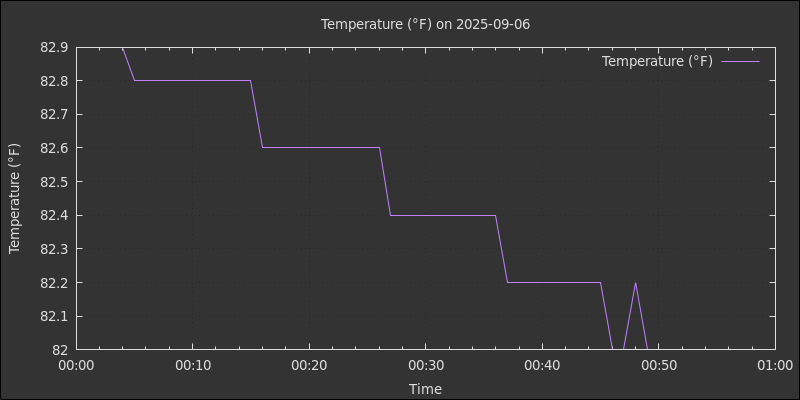 Temperature (°F) on 2025-09-06
Temperature (°F)
82.9
82.8
82.7
82.6
82.5
82.4
82.3
82.2
82.1
82
Temperature (°F)
00:00 00:10 00:20 00:30 00:40 00:50 01:00
Time